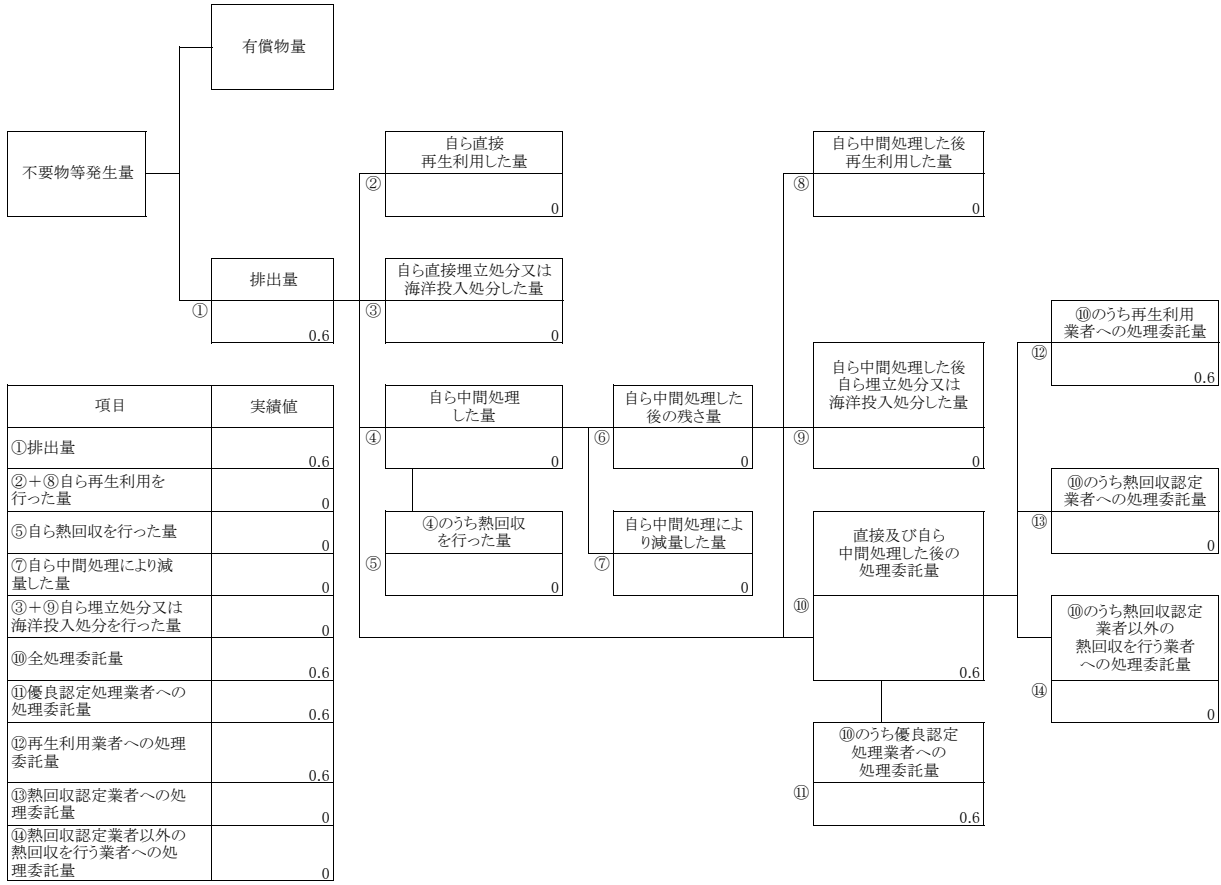 有償物量
不要物等発生量
自ら直接
再生利用した量
②
0
自ら中間処理した後
再生利用した量
⑧
0
排出量
①
0.6
自ら直接埋立処分又は
海洋投入処分した量
③
0
⑩のうち再生利用
業者への処理委託量
⑫
0.6
自ら中間処理
した量
④
0
自ら中間処理した
後の残さ量
⑥
0
自ら中間処理した後
自ら埋立処分又は
海洋投入処分した量
⑨
0
⑩のうち熱回収認定
業者への処理委託量
⑬
0
④のうち熱回収
を行った量
⑤
0
自ら中間処理によ
り減量した量
⑦
0
直接及び自ら
中間処理した後の
処理委託量
⑩
0.6
⑩のうち熱回収認定
業者以外の
熱回収を行う業者
への処理委託量
⑭
0
⑩のうち優良認定
処理業者への
処理委託量
⑪
0.6
項目
実績値
①排出量
0.6
②+⑧自ら再生利用を
行った量
0
⑤自ら熱回収を行った量
0
⑦自ら中間処理により減
量した量
0
③+⑨自ら埋立処分又は
海洋投入処分を行った量
0
⑩全処理委託量
0.6
⑪優良認定処理業者への
処理委託量
0.6
⑫再生利用業者への処理
委託量
0.6
⑬熱回収認定業者への処
理委託量
0
⑭熱回収認定業者以外の
熱回収を行う業者への処
理委託量
0